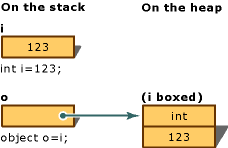 On the stack
On the heap
i
123
int i=123;
o
(i boxed)
int
object o=i;
123